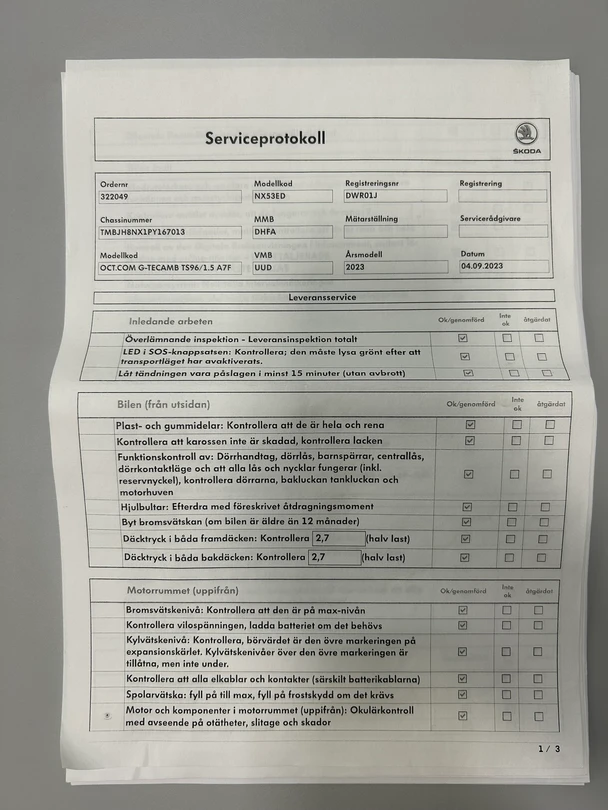 Serviceprotokoll
ŠKODA
Ordernr Modellkod Registreringsnr Registrering
322049 NX53ED DWR01J
Chassinummer MMB Mätarställning Servicerådgivare
TMBJH8NX1PY167013 DHFA
Modellkod VMB Årsmodell Datum
OCT.COM G-TECAMB TS96/1.5 A7F UUD 2023 04.09.2023
Leveransservice
Inledande arbeten Ok/genomförd Inte ok åtgärdat
Överlämnande inspektion - Leveransinspektion totalt
LED i SOS-knappsatsen: Kontrollera; den måste lysa grönt efter att
transportläget har avaktiverats.
Låt tändningen vara påslagen i minst 15 minuter (utan avbrott)
Bilen (från utsidan) Ok/genomförd Inte ok åtgärdat
Plast- och gummidelar: Kontrollera att de är hela och rena
Kontrollera att karossen inte är skadad, kontrollera lacken
Funktionskontroll av: Dörrhandtag, dörrlås, barnspärrar, centrallås,
dörrkontaktläge och att alla lås och nycklar fungerar (inkl.
reservnyckel), kontrollera dörrarna, bakluckan tankluckan och
motorhuven
Hjulbultar: Efterdra med föreskrivet åtdragningsmoment
Byt bromsvätskan (om bilen är äldre än 12 månader)
Däcktryck i båda framdäcken: Kontrollera 2,7 (halv last)
Däcktryck i båda bakdäcken: Kontrollera 2,7 (halv last)
Motorrummet (uppifrån) Ok/genomförd Inte ok åtgärdat
Bromsvätskenivå: Kontrollera att den är på max-nivån
Kontrollera vilospänningen, ladda batteriet om det behövs
Kylvätskenivå: Kontrollera, börvärdet är den övre markeringen på
expansionskärlet. Kylvätskenivåer över den övre markeringen är
tillåtna, men inte under.
Kontrollera att alla elkablar och kontakter (särskilt batterikablarna)
Spolarvätska: fyll på till max, fyll på frostskydd om det krävs
Motor och komponenter i motorrummet (uppifrån): Okulärkontroll
med avseende på otätheter, slitage och skador
1 / 3